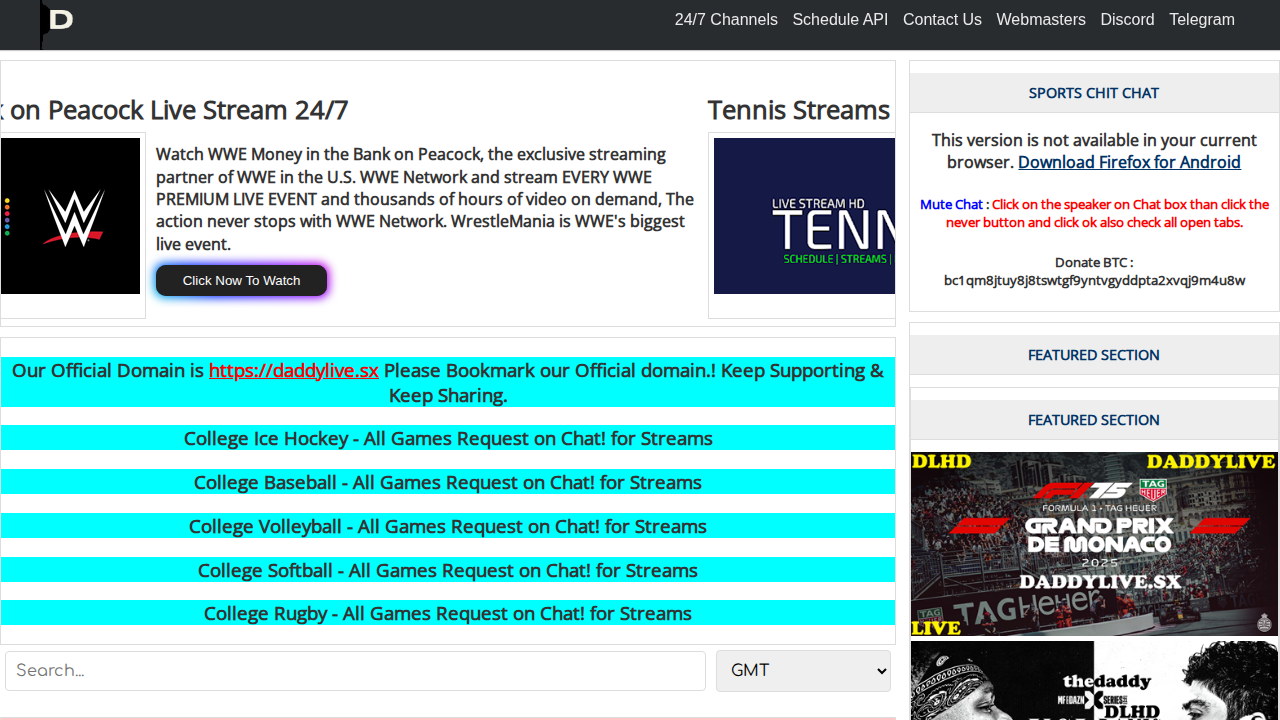 D
24/7 Channels Schedule API Contact Us Webmasters Discord Telegram
on Peacock Live Stream 24/7
Tennis Streams
W
Watch WWE Money in the Bank on Peacock, the exclusive streaming
partner of WWE in the U.S. WWE Network and stream EVERY WWE
PREMIUM LIVE EVENT and thousands of hours of video on demand, The
action never stops with WWE Network. WrestleMania is WWE's biggest
live event.
Click Now To Watch
LIVE STREAM HD
TENN
SCHEDULE | STREAMS |
Our Official Domain is https://daddylive.sx Please Bookmark our Official domain.! Keep Supporting &
Keep Sharing.
College Ice Hockey - All Games Request on Chat! for Streams
College Baseball - All Games Request on Chat! for Streams
College Volleyball - All Games Request on Chat! for Streams
College Softball - All Games Request on Chat! for Streams
College Rugby - All Games Request on Chat! for Streams
Search...
GMT
SPORTS CHIT CHAT
This version is not available in your current
browser. Download Firefox for Android
Mute Chat : Click on the speaker on Chat box than click the
never button and click ok also check all open tabs.
Donate BTC :
bc1qm8jtuy8j8tswtgf9yntvgyddpta2xvqj9m4u8w
FEATURED SECTION
FEATURED SECTION
DLHD DADDYLIVE
F1 75 TAG HEUER
FORMULA 1 • TAG HEUER
GRAND PRIX
DE MONACO
2025
DADDYLIVE.SX
TAGHeuer
TAG HEUER
LIVE
thedaddy
MF|DAZN X SERIES
DLHD